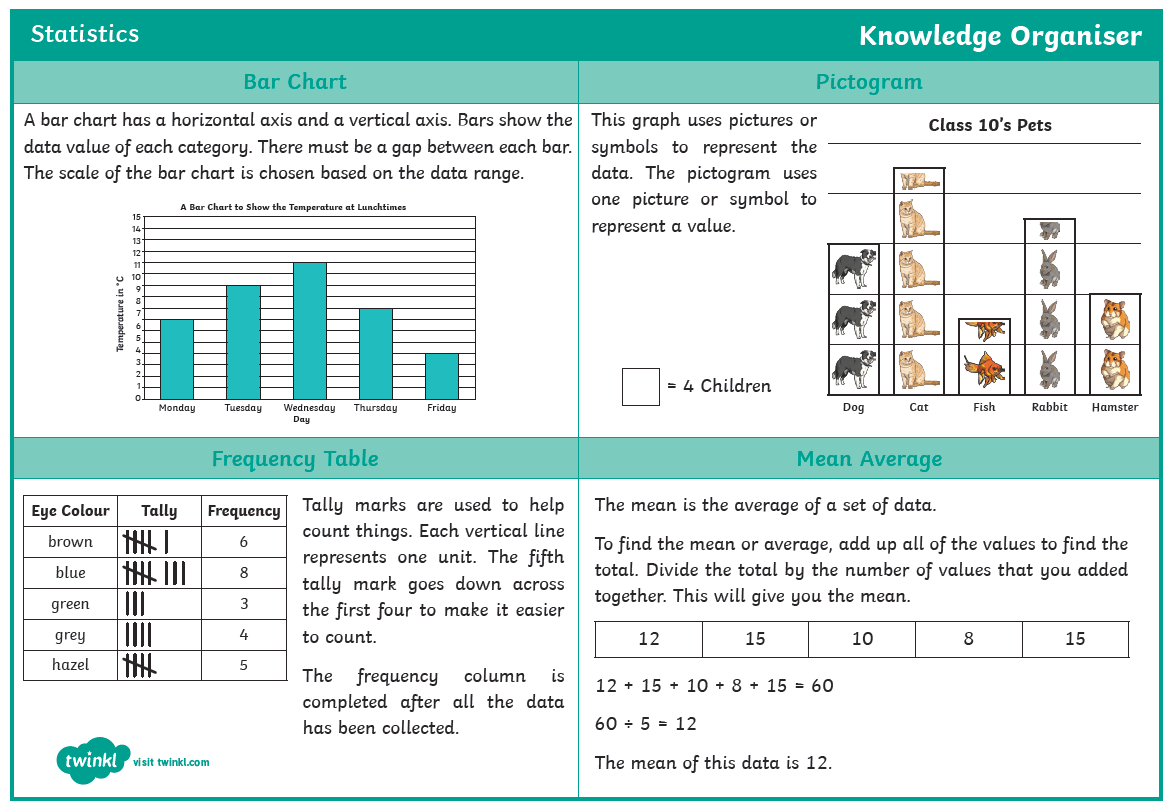 Statistics
Knowledge Organiser
Bar Chart
A bar chart has a horizontal axis and a vertical axis. Bars show the
data value of each category. There must be a gap between each bar.
The scale of the bar chart is chosen based on the data range.
A Bar Chart to Show the Temperature at Lunchtimes
Temperature in °C
15
14
13
12
11
10
9
8
7
6
5
4
3
2
1
0
Monday Tuesday Wednesday Thursday Friday
Day
Pictogram
This graph uses pictures or
symbols to represent the
data. The pictogram uses
one picture or symbol to
represent a value.
= 4 Children
Class 10's Pets
Dog Cat Fish Rabbit Hamster
Frequency Table
Eye Colour Tally Frequency
brown 6
blue 8
green 3
grey 4
hazel 5
Tally marks are used to help
count things. Each vertical line
represents one unit. The fifth
tally mark goes down across
the first four to make it easier
to count.
The frequency column is
completed after all the data
has been collected.
twinkl visit twinkl.com
Mean Average
The mean is the average of a set of data.
To find the mean or average, add up all of the values to find the
total. Divide the total by the number of values that you added
together. This will give you the mean.
12 15 10 8 15
12 + 15 + 10 + 8 + 15 = 60
60 ÷ 5 = 12
The mean of this data is 12.